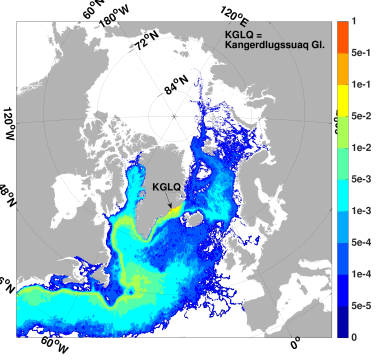 60°N
180°W
120°E
KGLQ =
Kangerdlugssuaq Gl.
72°N
84°N
120°W
KGLQ
48°N
60°W
0°
1
5e-1
1e-1
5e-2
1e-2
5e-3
1e-3
5e-4
1e-4
5e-5
0